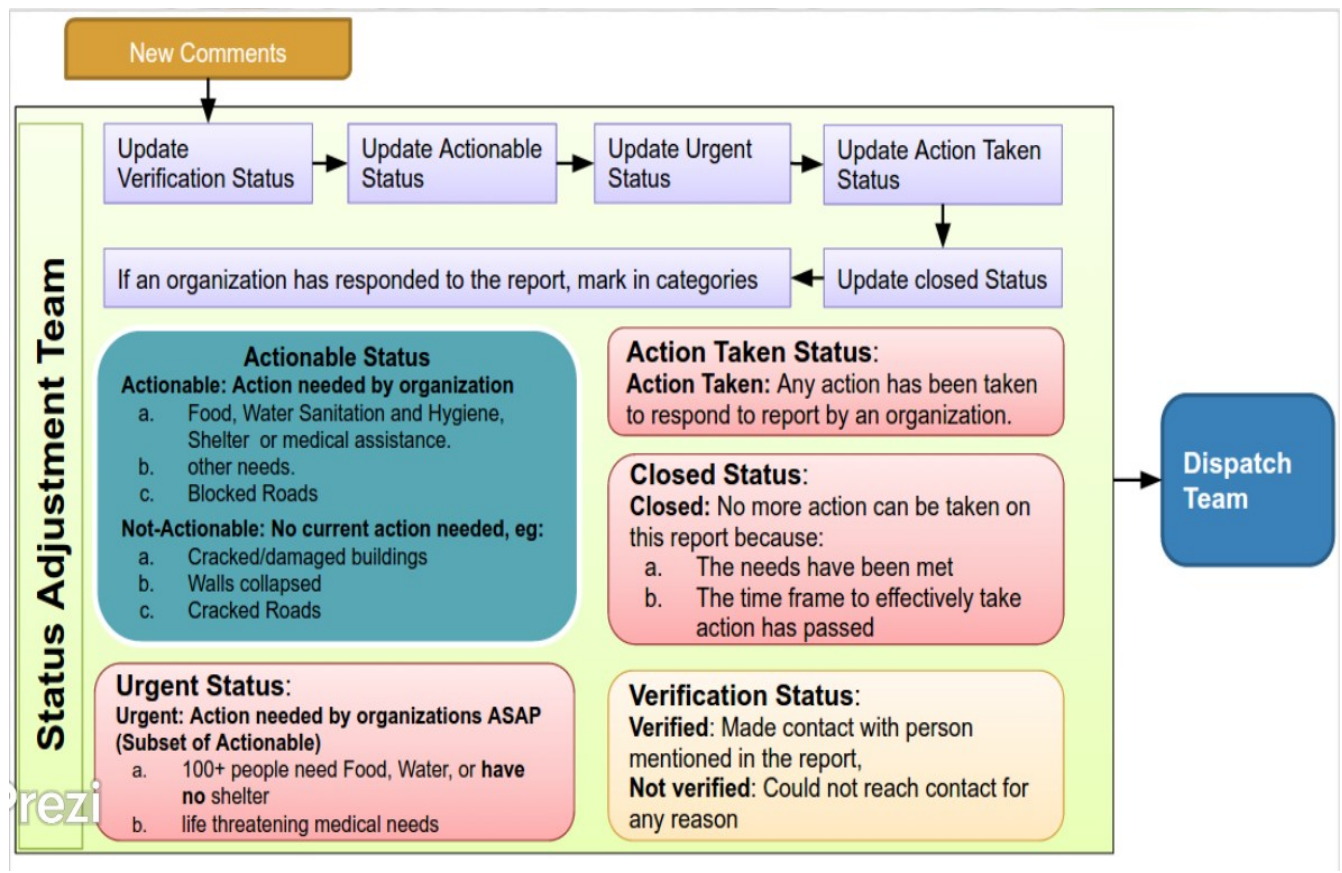 New Comments
Update
Verification Status
Update Actionable
Status
Update Urgent
Status
Update Action Taken
Status
If an organization has responded to the report, mark in categories
Update closed Status
Status Adjustment Team
Actionable Status
Actionable: Action needed by organization
a. Food, Water Sanitation and Hygiene,
Shelter or medical assistance.
b. other needs.
c. Blocked Roads
Not-Actionable: No current action needed, eg:
a. Cracked/damaged buildings
b. Walls collapsed
c. Cracked Roads
Action Taken Status:
Action Taken: Any action has been taken
to respond to report by an organization.
Closed Status:
Closed: No more action can be taken on
this report because:
a. The needs have been met
b. The time frame to effectively take
action has passed
Urgent Status:
Urgent: Action needed by organizations ASAP
(Subset of Actionable)
a. 100+ people need Food, Water, or have
no shelter
b. life threatening medical needs
Verification Status:
Verified: Made contact with person
mentioned in the report,
Not verified: Could not reach contact for
any reason
Dispatch
Team
Prezi